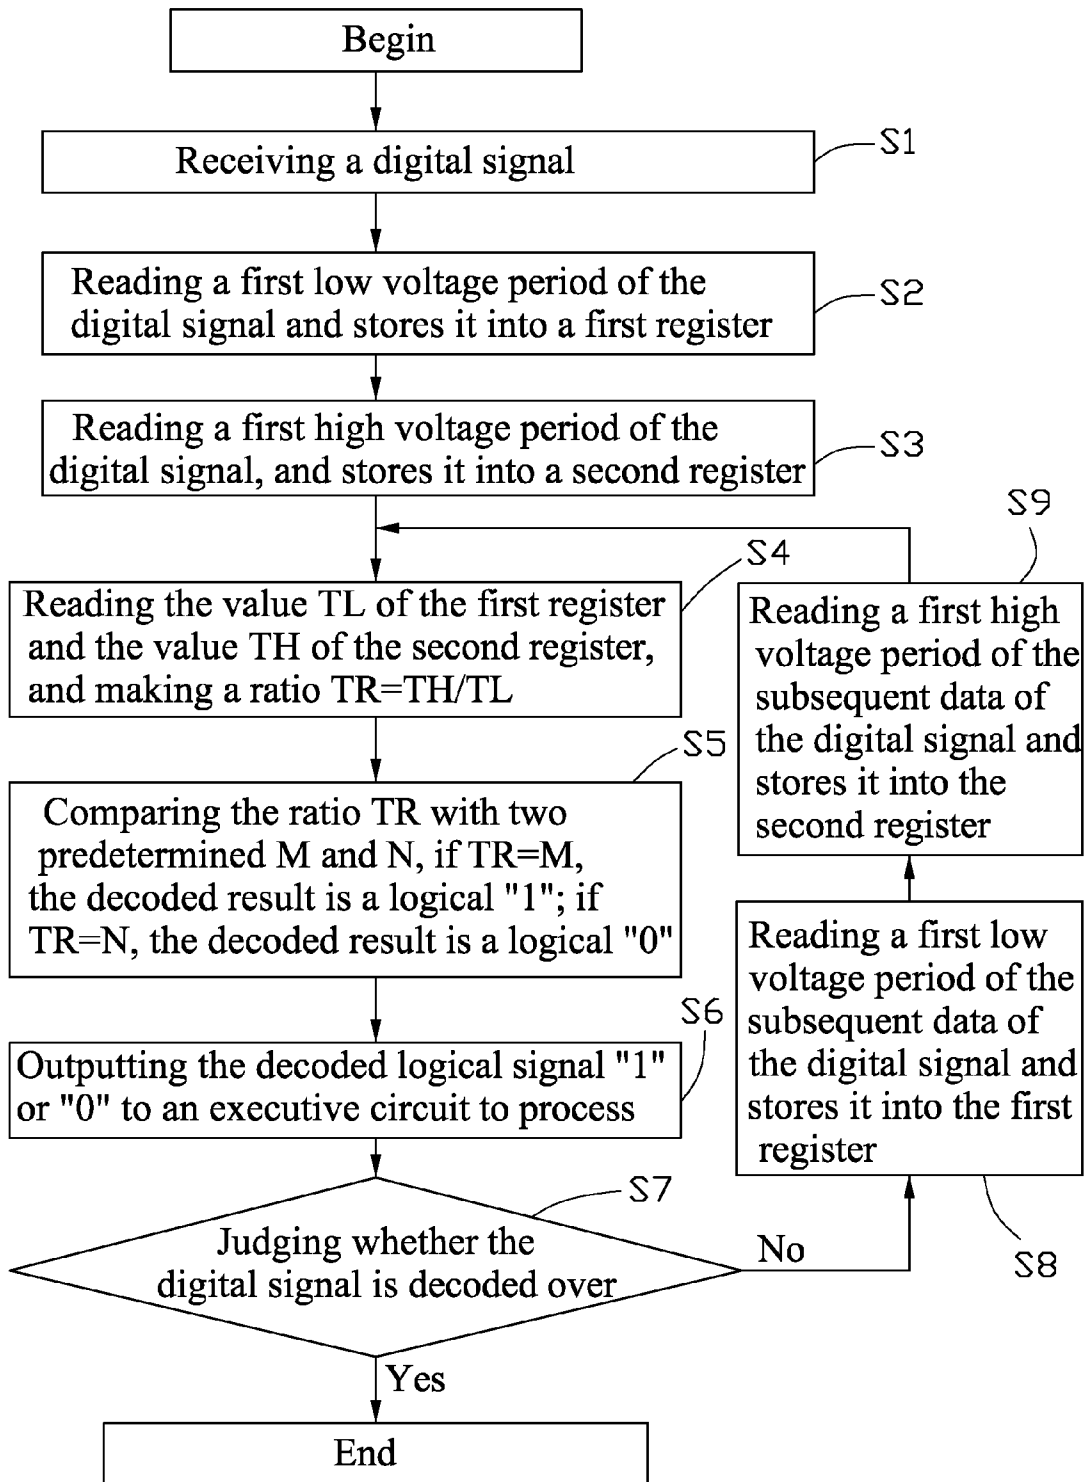 Begin
Receiving a digital signal
S1
Reading a first low voltage period of the
digital signal and stores it into a first register
S2
Reading a first high voltage period of the
digital signal, and stores it into a second register
S3
Reading the value TL of the first register
and the value TH of the second register,
and making a ratio TR=TH/TL
S4
Comparing the ratio TR with two
predetermined M and N, if TR=M,
the decoded result is a logical "1"; if
TR=N, the decoded result is a logical "0"
S5
Outputting the decoded logical signal "1"
or "0" to an executive circuit to process
S6
Judging whether the
digital signal is decoded over
S7
No
Yes
End
Reading a first low
voltage period of the
subsequent data of
the digital signal and
stores it into the first
register
S8
Reading a first high
voltage period of the
subsequent data of
the digital signal and
stores it into the
second register
S9